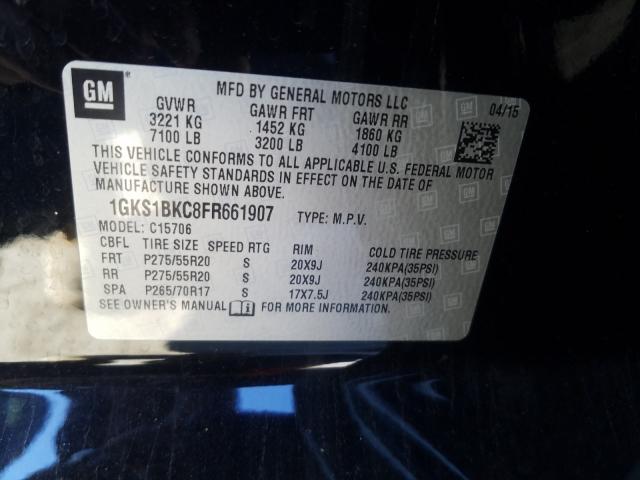 GM
MFD BY GENERAL MOTORS LLC
04/15
GVWR GAWR FRT GAWR RR
3221 KG 1452 KG 1860 KG
7100 LB 3200 LB 4100 LB
THIS VEHICLE CONFORMS TO ALL APPLICABLE U.S. FEDERAL MOTOR
VEHICLE SAFETY STANDARDS IN EFFECT ON THE DATE OF
MANUFACTURE SHOWN ABOVE.
1GKS1BKC8FR661907 TYPE: M.P.V.
MODEL: C15706
CBFL TIRE SIZE SPEED RTG RIM COLD TIRE PRESSURE
FRT P275/55R20 S 20X9J 240KPA(35PSI)
RR P275/55R20 S 20X9J 240KPA(35PSI)
SPA P265/70R17 S 17X7.5J 240KPA(35PSI)
SEE OWNER'S MANUAL FOR MORE INFORMATION.